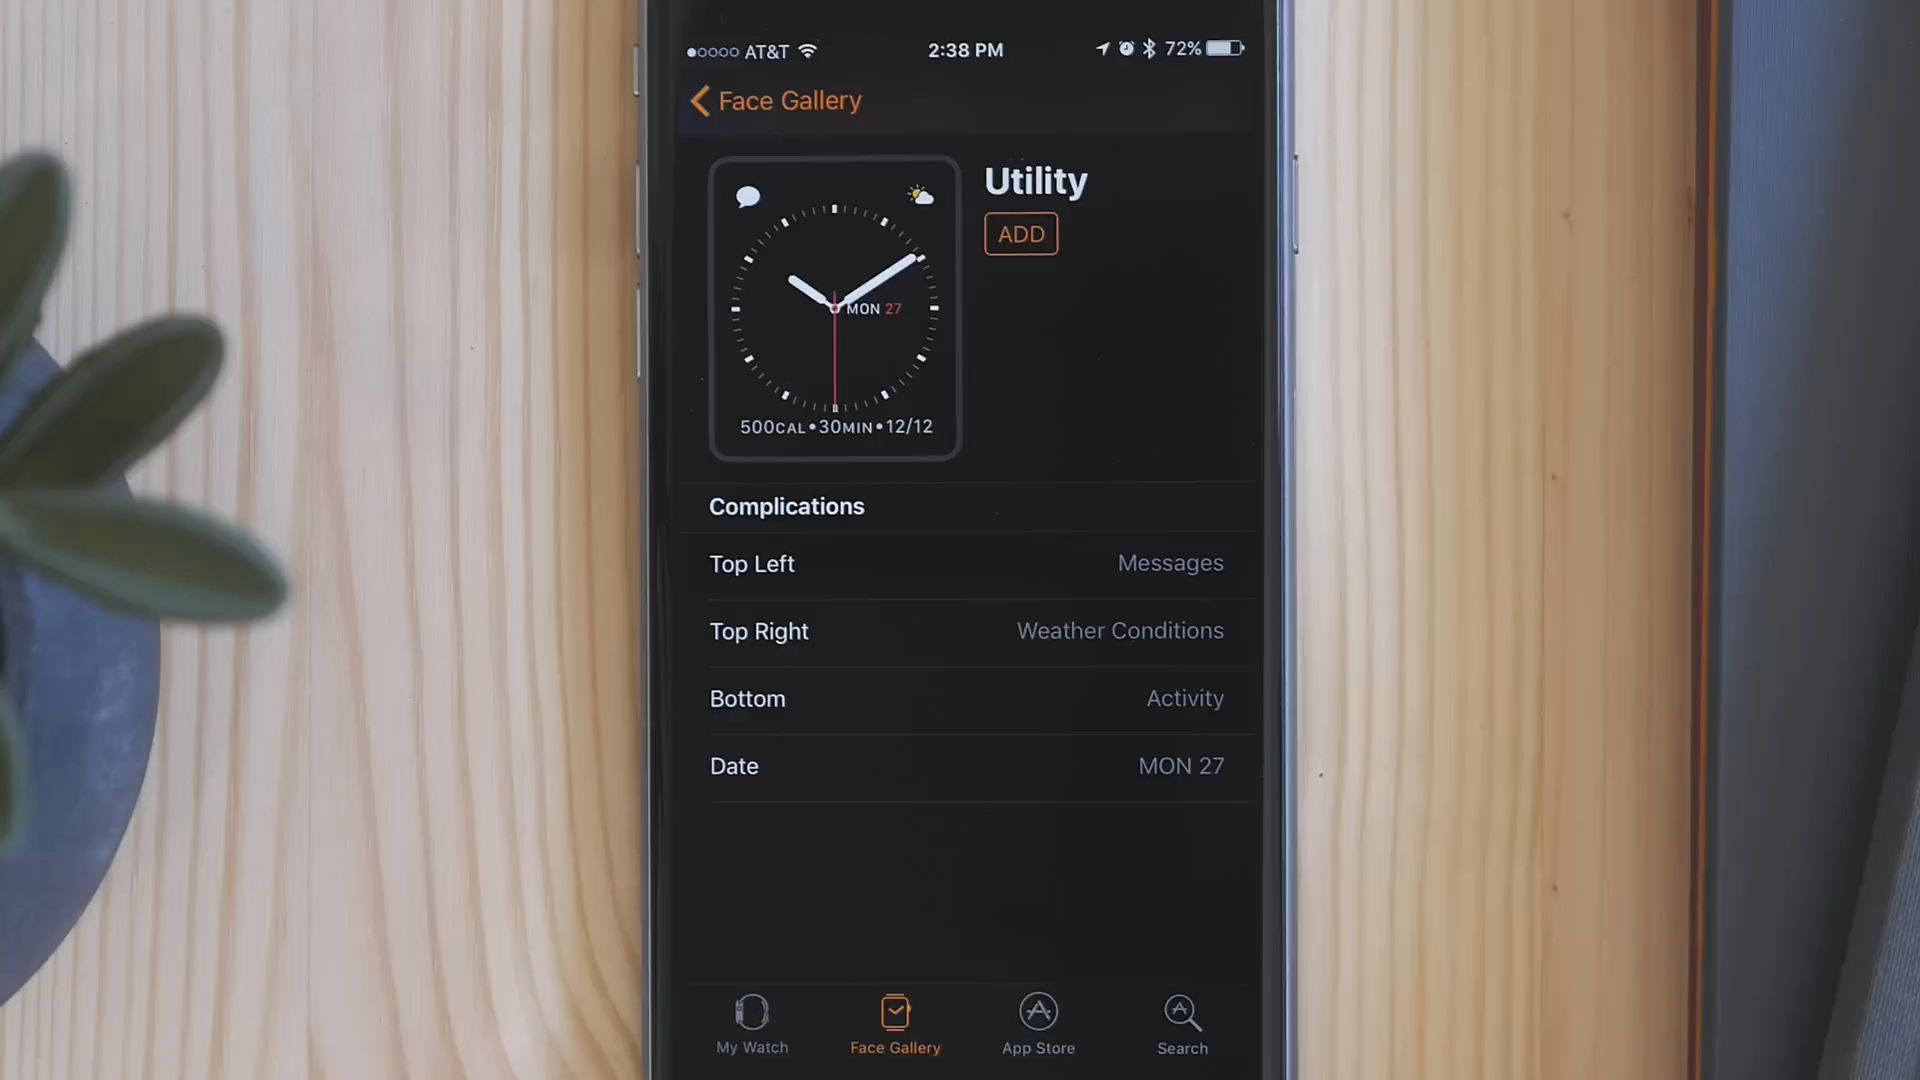 AT&T 2:38 PM 72%
Face Gallery
Utility
ADD
MON 27
500CAL•30MIN•12/12
Complications
Top Left Messages
Top Right Weather Conditions
Bottom Activity
Date MON 27
My Watch Face Gallery App Store Search